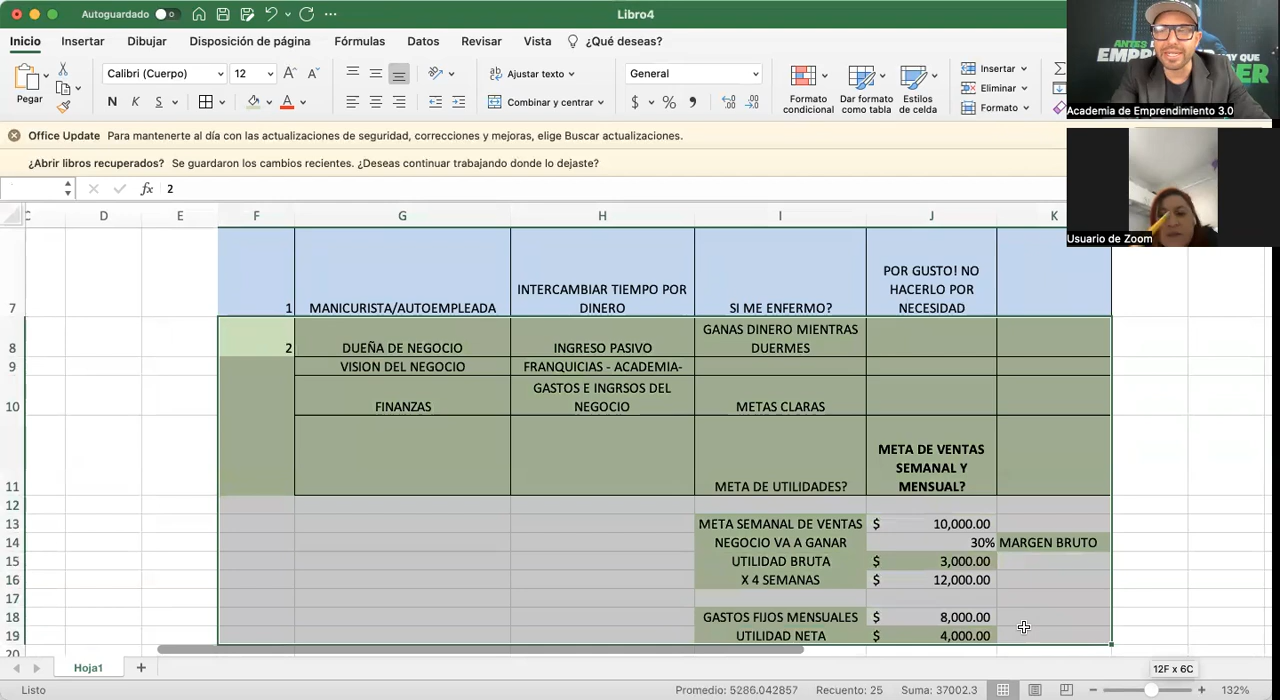 Autoguardado
Libro4
Inicio Insertar Dibujar Disposición de página Fórmulas Datos Revisar Vista ¿Qué deseas?
Pegar
Calibri (Cuerpo) 12
N K S
Ajustar texto
Combinar y centrar
General
$ %
Formato condicional
Dar formato como tabla
Estilos de celda
Insertar
Eliminar
Formato
ANTES
EMPRE
HAY QUE
ER
Academia de Emprendimiento 3.0
Usuario de Zoom
Office Update Para mantenerte al día con las actualizaciones de seguridad, correcciones y mejoras, elige Buscar actualizaciones.
¿Abrir libros recuperados? Se guardaron los cambios recientes. ¿Deseas continuar trabajando donde lo dejaste?
fx 2
C D E F G H I J K
7 1 MANICURISTA/AUTOEMPLEADA INTERCAMBIAR TIEMPO POR DINERO SI ME ENFERMO? POR GUSTO! NO HACERLO POR NECESIDAD
8 2 DUEÑA DE NEGOCIO INGRESO PASIVO GANAS DINERO MIENTRAS DUERMES
9 VISION DEL NEGOCIO FRANQUICIAS - ACADEMIA-
10 FINANZAS GASTOS E INGRSOS DEL NEGOCIO METAS CLARAS
11 META DE UTILIDADES? META DE VENTAS SEMANAL Y MENSUAL?
12
13 META SEMANAL DE VENTAS $ 10,000.00
14 NEGOCIO VA A GANAR 30% MARGEN BRUTO
15 UTILIDAD BRUTA $ 3,000.00
16 X 4 SEMANAS $ 12,000.00
17
18 GASTOS FIJOS MENSUALES $ 8,000.00
19 UTILIDAD NETA $ 4,000.00
20
12F x 6C
Hoja1
Listo
Promedio: 5286.042857 Recuento: 25 Suma: 37002.3
132%